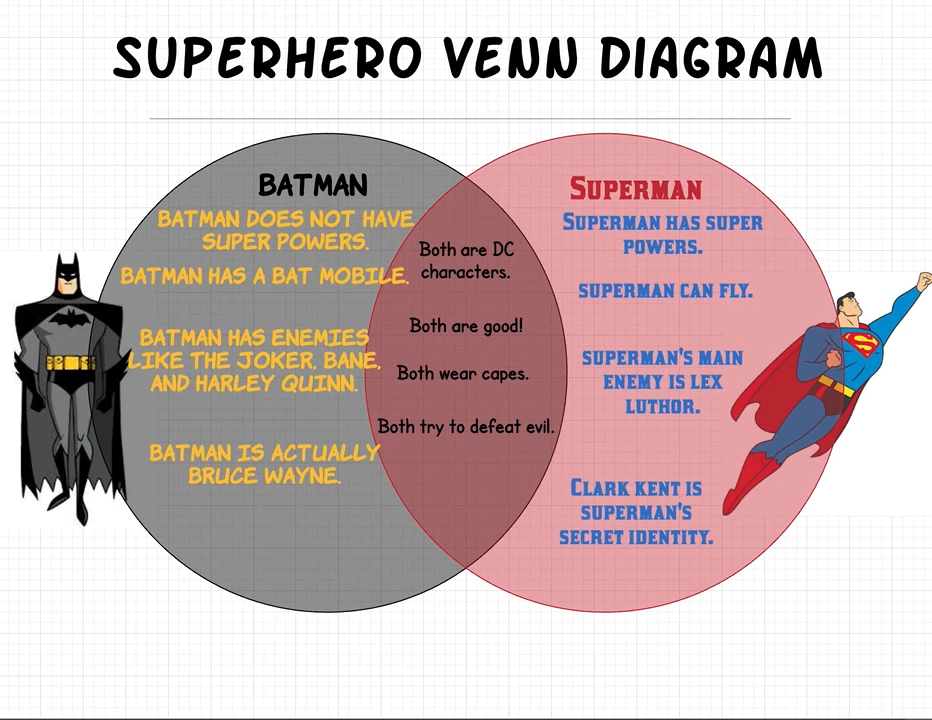 SUPERHERO VENN DIAGRAM
BATMAN
BATMAN DOES NOT HAVE
SUPER POWERS.
BATMAN HAS A BAT MOBILE.
BATMAN HAS ENEMIES
LIKE THE JOKER, BANE,
AND HARLEY QUINN.
BATMAN IS ACTUALLY
BRUCE WAYNE.
Both are DC
characters.
Both are good!
Both wear capes.
Both try to defeat evil.
SUPERMAN
SUPERMAN HAS SUPER
POWERS.
SUPERMAN CAN FLY.
SUPERMAN'S MAIN
ENEMY IS LEX
LUTHOR.
CLARK KENT IS
SUPERMAN'S
SECRET IDENTITY.
S